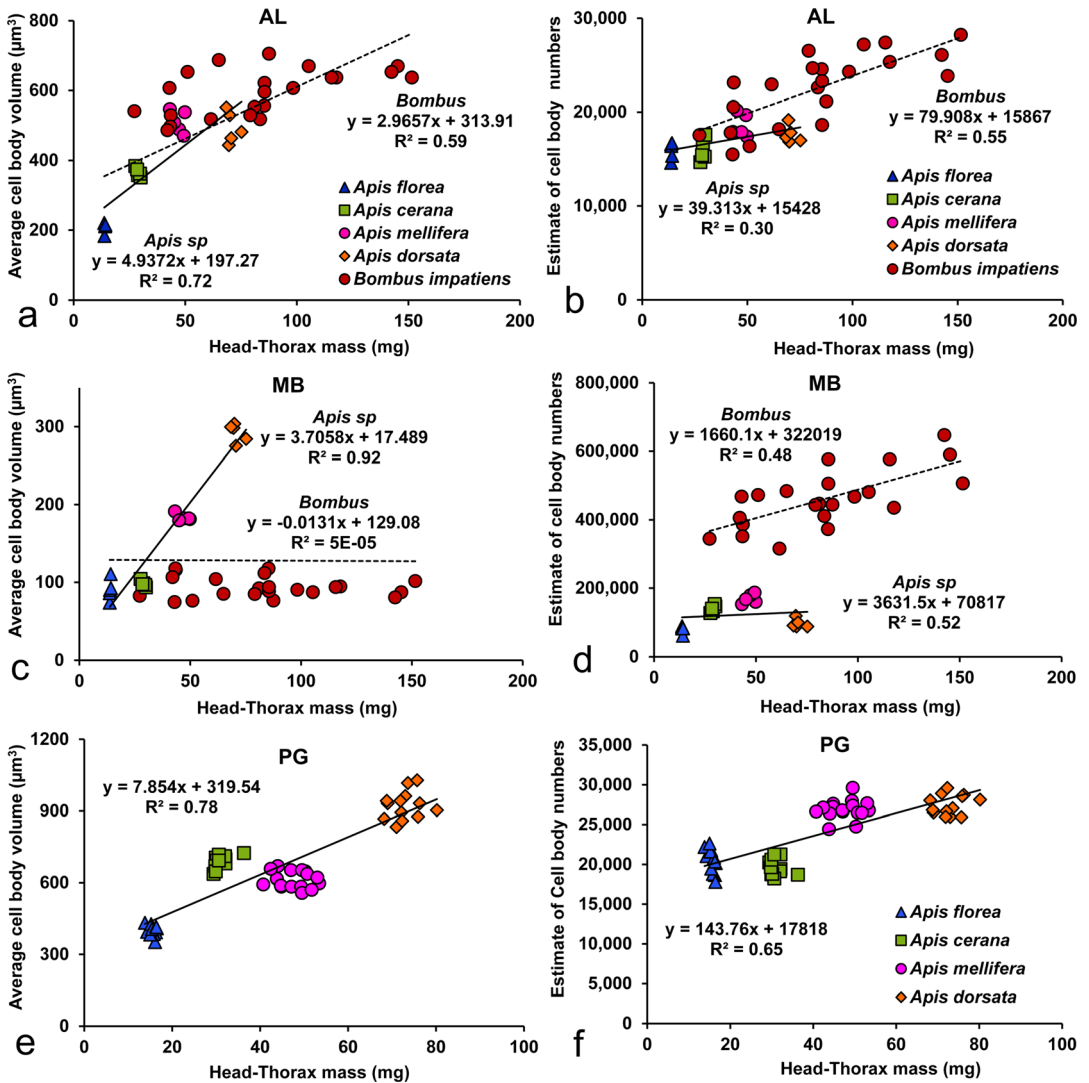 AL
Average cell body volume (µm³)
800
600
400
200
0
0
50
100
150
200
Head-Thorax mass (mg)
Bombus
y = 2.9657x + 313.91
R² = 0.59
Apis florea
Apis cerana
Apis mellifera
Apis dorsata
Bombus impatiens
Apis sp
y = 4.9372x + 197.27
R² = 0.72
a
AL
Estimate of cell body numbers
30,000
20,000
10,000
0
0
50
100
150
200
Head-Thorax mass (mg)
Bombus
y = 79.908x + 15867
R² = 0.55
Apis florea
Apis cerana
Apis mellifera
Apis dorsata
Bombus impatiens
Apis sp
y = 39.313x + 15428
R² = 0.30
b
MB
Average cell body volume (µm³)
300
200
100
0
0
50
100
150
200
Head-Thorax mass (mg)
Apis sp
y = 3.7058x + 17.489
R² = 0.92
Bombus
y = -0.0131x + 129.08
R² = 5E-05
c
MB
Estimate of cell body numbers
800,000
600,000
400,000
200,000
0
0
50
100
150
200
Head-Thorax mass (mg)
Bombus
y = 1660.1x + 322019
R² = 0.48
Apis sp
y = 3631.5x + 70817
R² = 0.52
d
PG
Average cell body volume (µm³)
1200
900
600
300
0
0
20
40
60
80
100
Head-Thorax mass (mg)
y = 7.854x + 319.54
R² = 0.78
e
PG
Estimate of Cell body numbers
35,000
30,000
25,000
20,000
15,000
10,000
5,000
0
0
20
40
60
80
100
Head-Thorax mass (mg)
y = 143.76x + 17818
R² = 0.65
Apis florea
Apis cerana
Apis mellifera
Apis dorsata
f